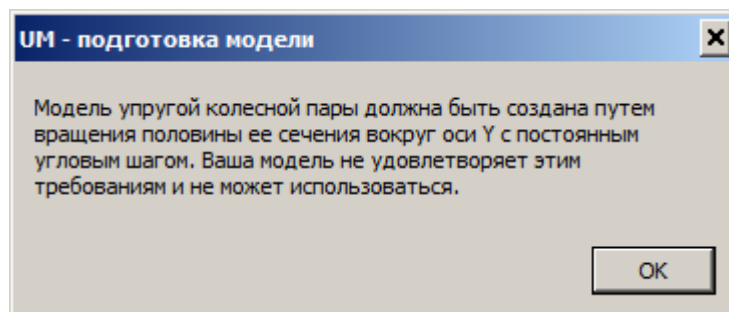 UM - подготовка модели
Модель упругой колесной пары должна быть создана путем
вращения половины ее сечения вокруг оси Y с постоянным
угловым шагом. Ваша модель не удовлетворяет этим
требованиям и не может использоваться.
OK